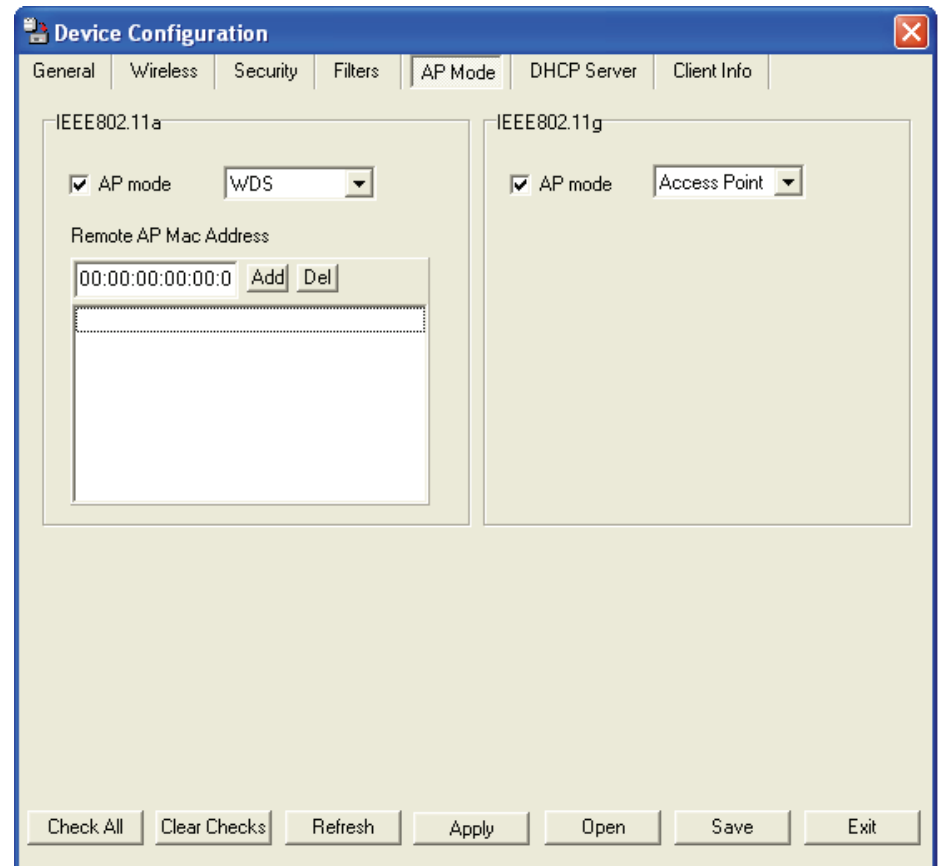 Device Configuration
General Wireless Security Filters AP Mode DHCP Server Client Info
IEEE802.11a
AP mode WDS
Remote AP Mac Address
00:00:00:00:00:0 Add Del
IEEE802.11g
AP mode Access Point
Check All Clear Checks Refresh Apply Open Save Exit